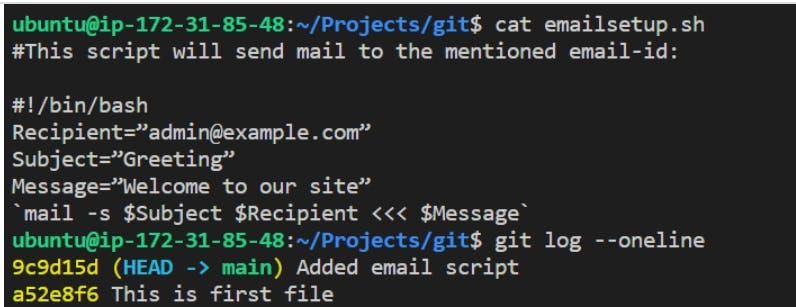 ubuntu@ip-172-31-85-48:~/Projects/git$ cat emailsetup.sh
#This script will send mail to the mentioned email-id:
#!/bin/bash
Recipient=”admin@example.com”
Subject=”Greeting”
Message=”Welcome to our site”
`mail -s $Subject $Recipient <<< $Message`
ubuntu@ip-172-31-85-48:~/Projects/git$ git log --oneline
9c9d15d (HEAD -> main) Added email script
a52e8f6 This is first file